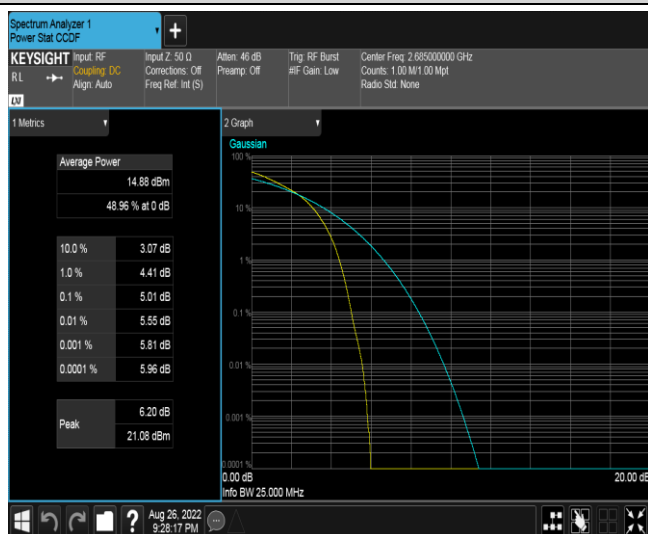 Spectrum Analyzer 1
Power Stat CCDF
+
KEYSIGHT
RL
LXI
Input: RF
Coupling: DC
Align: Auto
Input Z: 50 Ω
Corrections: Off
Freq Ref: Int (S)
Atten: 46 dB
Preamp: Off
Trig: RF Burst
#IF Gain: Low
Center Freq: 2.685000000 GHz
Counts: 1.00 M/1.00 Mpt
Radio Std: None
1 Metrics
Average Power
14.88 dBm
48.96 % at 0 dB
10.0 % 3.07 dB
1.0 % 4.41 dB
0.1 % 5.01 dB
0.01 % 5.55 dB
0.001 % 5.81 dB
0.0001 % 5.96 dB
Peak
6.20 dB
21.08 dBm
2 Graph
Gaussian
100 %
10 %
1 %
0.1 %
0.01 %
0.001 %
0.0001 %
0.00 dB
20.00 dB
Info BW 25.000 MHz
?
Aug 26, 2022
9:28:17 PM